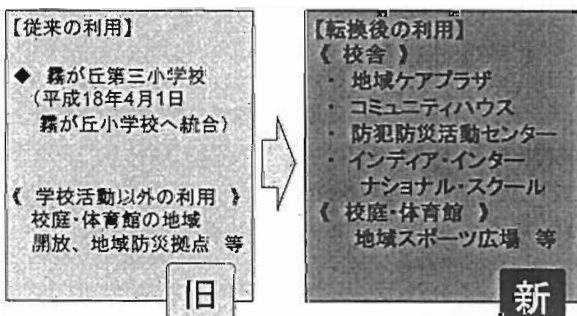 【従来の利用】
◆ 霧が丘第三小学校
（平成18年4月1日
霧が丘小学校へ統合）
《 学校活動以外の利用 》
校庭・体育館の地域
開放、地域防災拠点 等
旧
【転換後の利用】
《 校舎 》
・ 地域ケアプラザ
・ コミュニティハウス
・ 防犯防災活動センター
・ インディア・インター
ナショナル・スクール
《 校庭・体育館 》
地域スポーツ広場 等
新